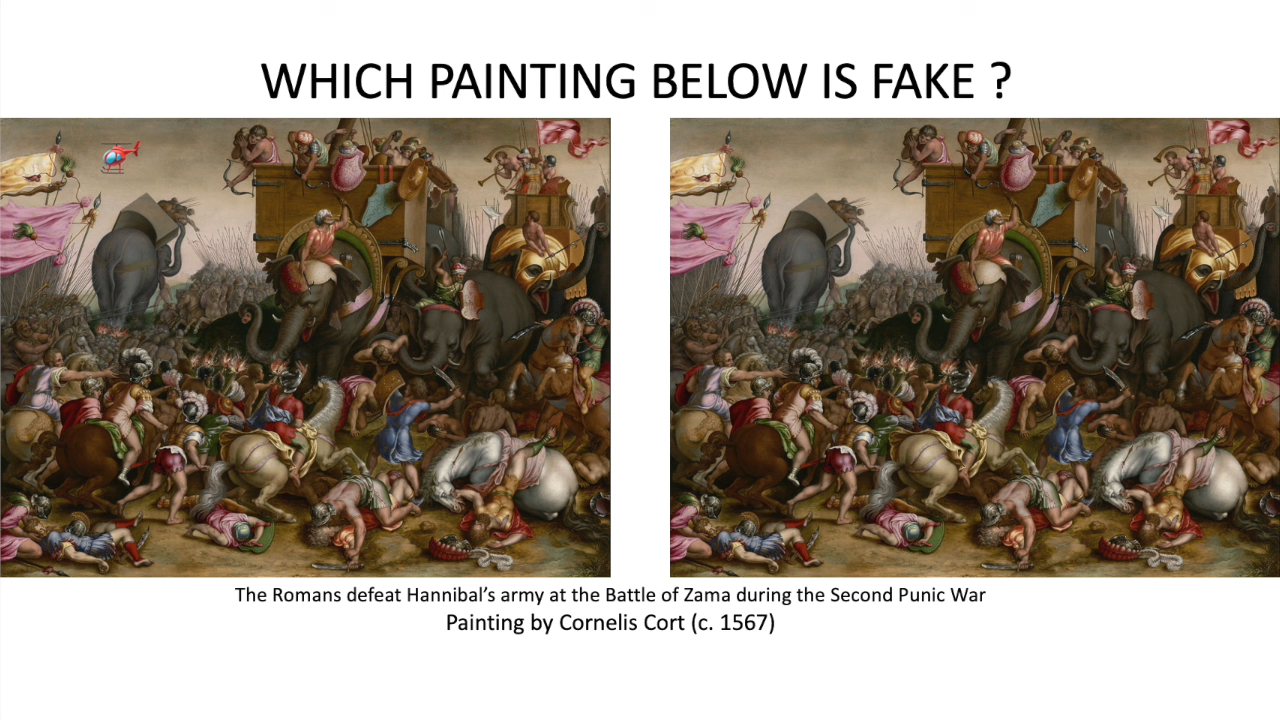 WHICH PAINTING BELOW IS FAKE ?
The Romans defeat Hannibal’s army at the Battle of Zama during the Second Punic War
Painting by Cornelis Cort (c. 1567)